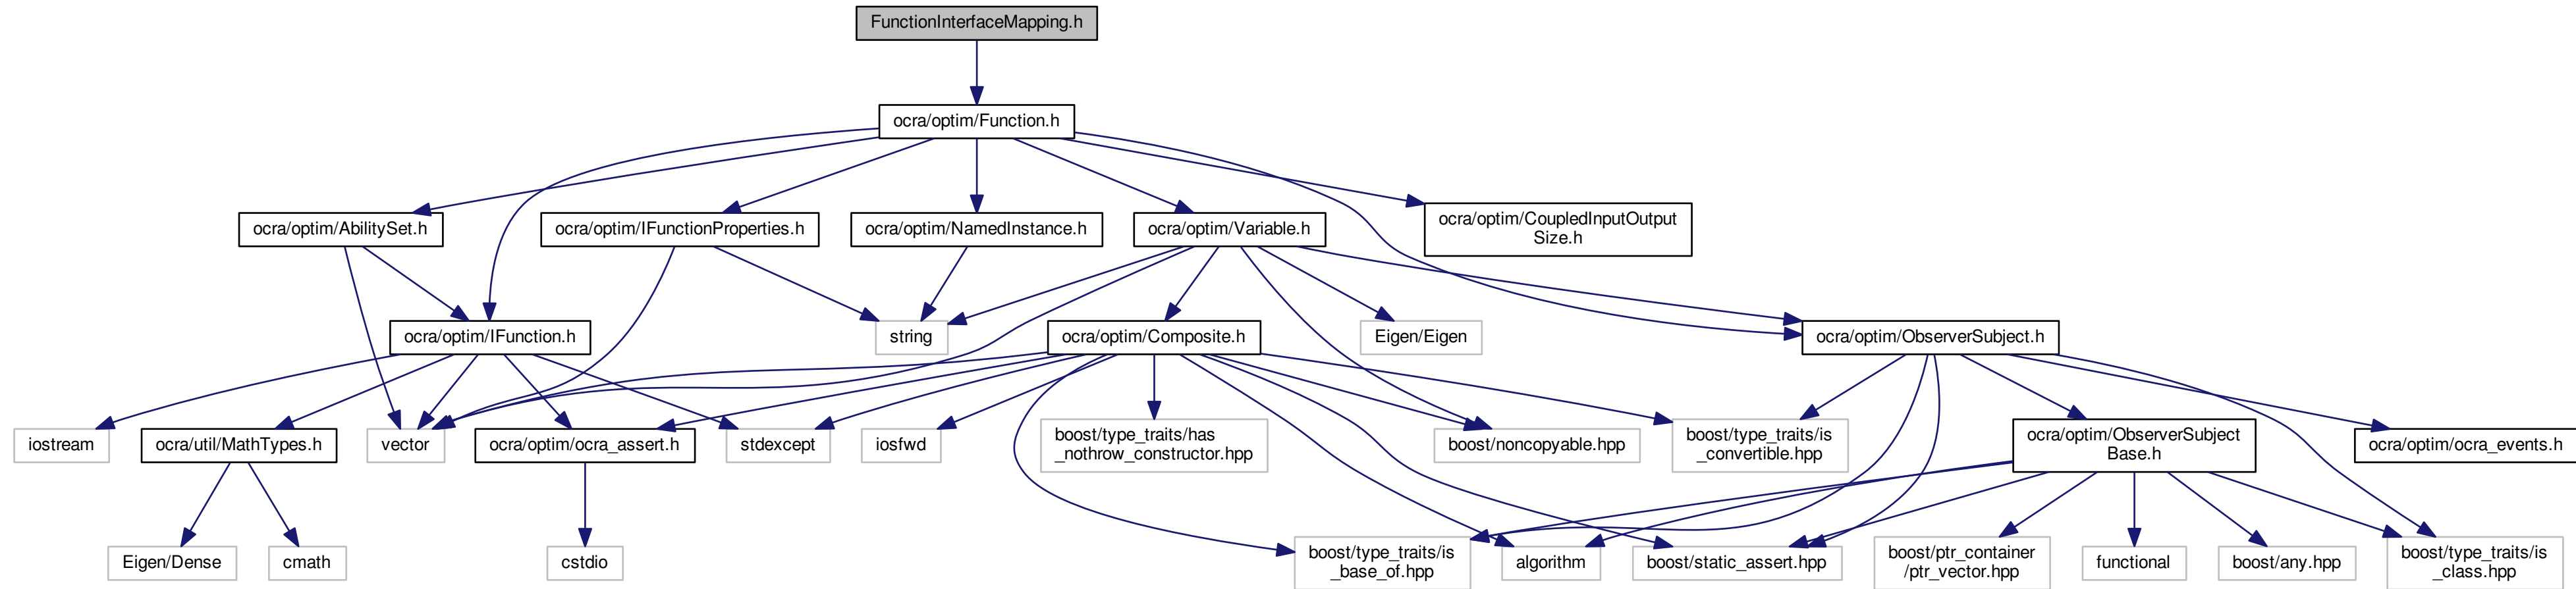 FunctionInterfaceMapping.h
ocra/optim/Function.h
ocra/optim/AbilitySet.h
ocra/optim/IFunctionProperties.h
ocra/optim/NamedInstance.h
ocra/optim/Variable.h
ocra/optim/CoupledInputOutput
Size.h
ocra/optim/IFunction.h
string
ocra/optim/Composite.h
Eigen/Eigen
ocra/optim/ObserverSubject.h
iostream
ocra/util/MathTypes.h
vector
ocra/optim/ocra_assert.h
stdexcept
iosfwd
boost/type_traits/has
_nothrow_constructor.hpp
boost/noncopyable.hpp
boost/type_traits/is
_convertible.hpp
ocra/optim/ObserverSubject
Base.h
ocra/optim/ocra_events.h
Eigen/Dense
cmath
cstdio
boost/type_traits/is
_base_of.hpp
algorithm
boost/static_assert.hpp
boost/ptr_container
/ptr_vector.hpp
functional
boost/any.hpp
boost/type_traits/is
_class.hpp